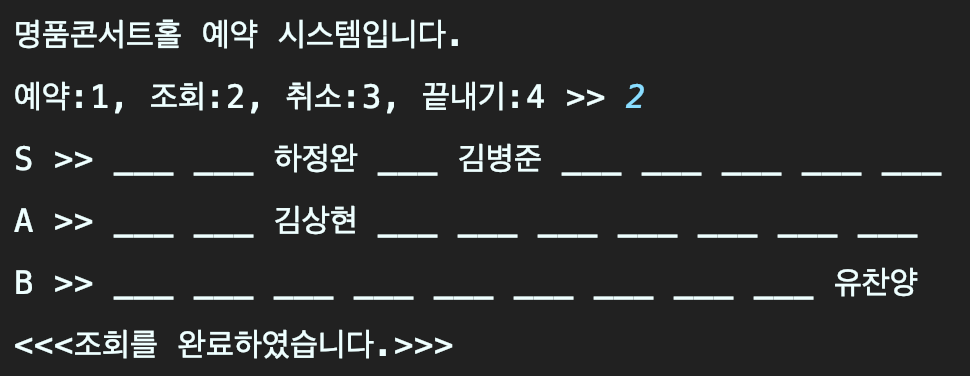 명품콘서트홀 예약 시스템입니다.
예약:1, 조회:2, 취소:3, 끝내기:4 >> 2
S >> ___ ___ 하정완 ___ 김병준 ___ ___ ___ ___ ___
A >> ___ ___ 김상현 ___ ___ ___ ___ ___ ___ ___
B >> ___ ___ ___ ___ ___ ___ ___ ___ ___ 유찬양
<<<조회를 완료하였습니다.>>>